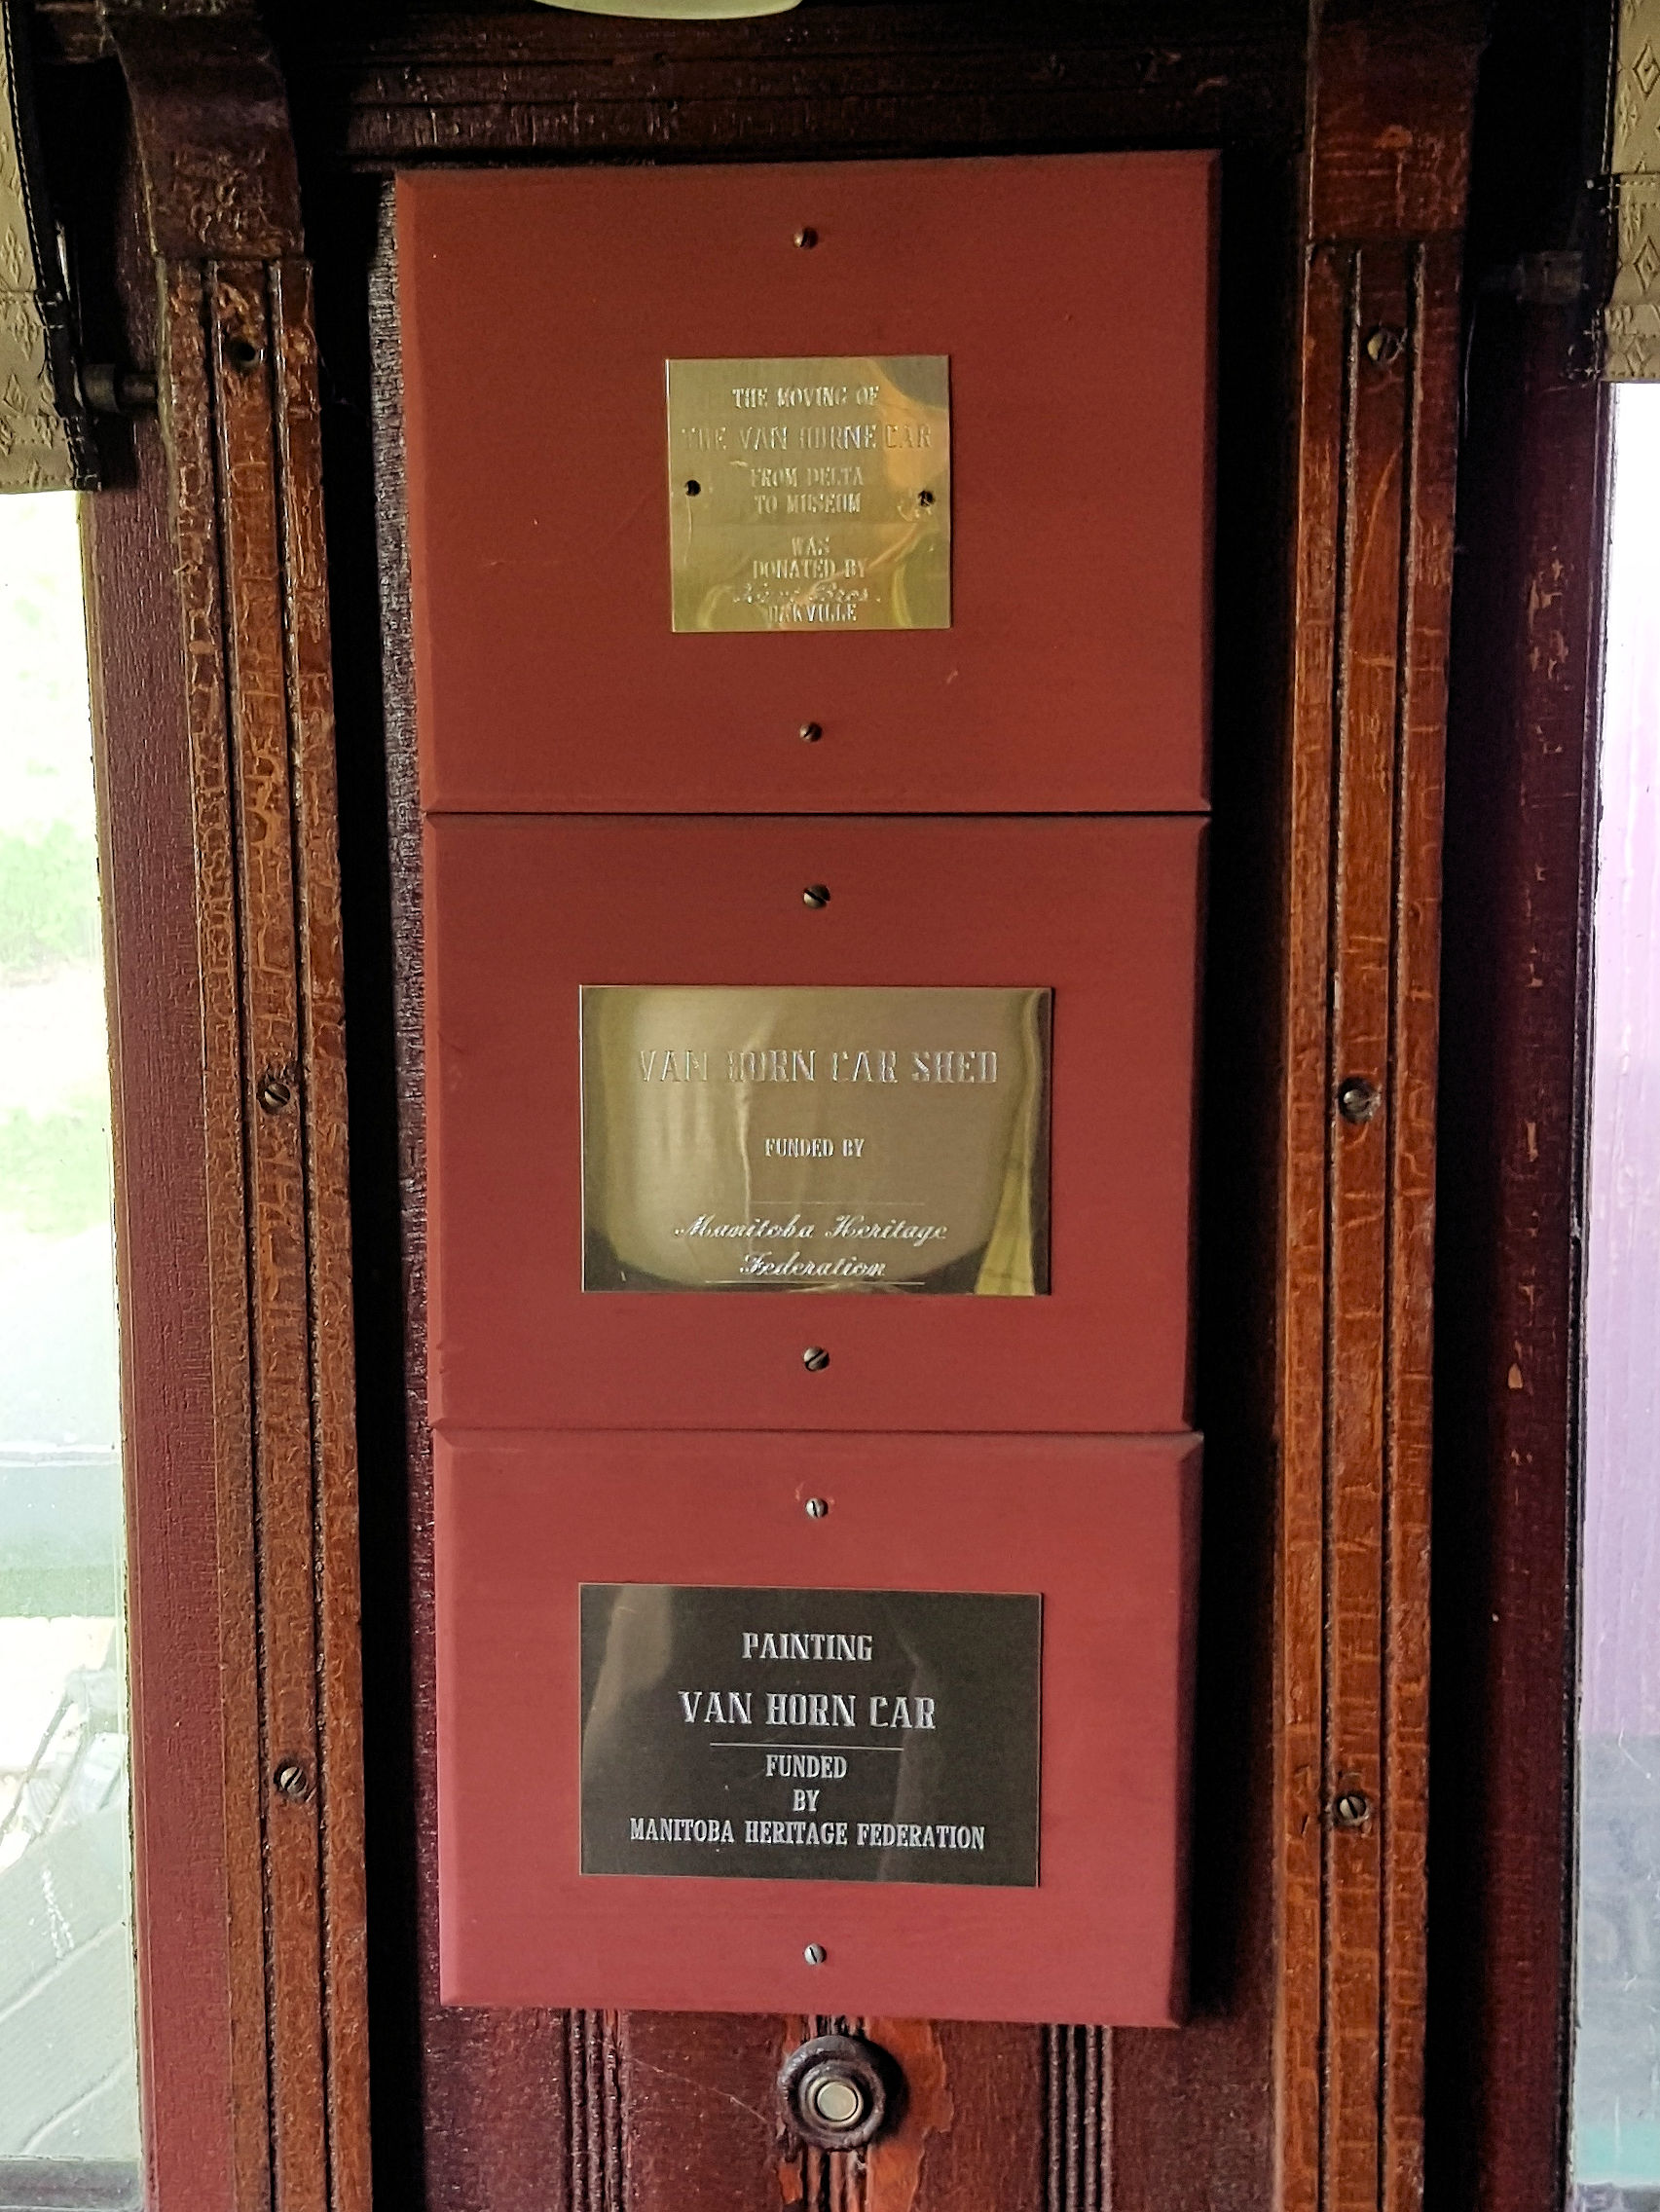 THE MOVING OF
THE VAN HORNE CAR
FROM DELTA
TO MUSEUM
WAS
DONATED BY
Bros.
OAKVILLE
VAN HORN CAR SHED
FUNDED BY
Manitoba Heritage
Federation
PAINTING
VAN HORN CAR
FUNDED
BY
MANITOBA HERITAGE FEDERATION